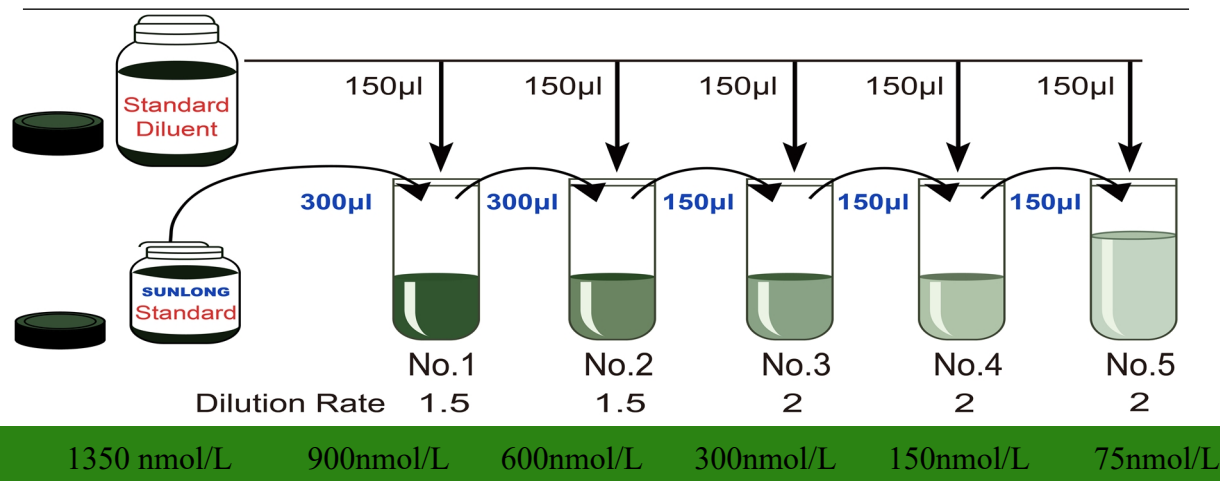 150µl 150µl 150µl 150µl 150µl
Standard
Diluent
300µl 300µl 150µl 150µl 150µl
SUNLONG
Standard
No.1 No.2 No.3 No.4 No.5
Dilution Rate 1.5 1.5 2 2 2
1350 nmol/L 900nmol/L 600nmol/L 300nmol/L 150nmol/L 75nmol/L